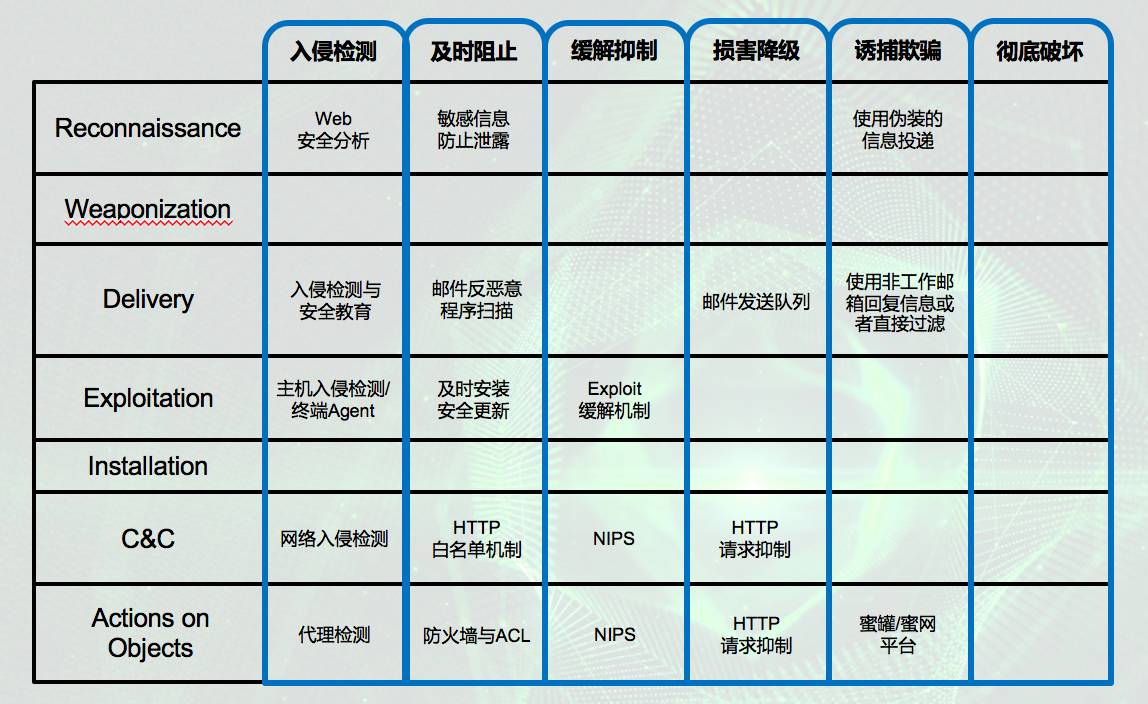 入侵检测 及时阻止 缓解抑制 损害降级 诱捕欺骗 彻底破坏
Reconnaissance
Web
安全分析
敏感信息
防止泄露
使用伪装的
信息投递
Weaponization
Delivery
入侵检测与
安全教育
邮件反恶意
程序扫描
邮件发送队列
使用非工作邮
箱回复信息或
者直接过滤
Exploitation
主机入侵检测/
终端Agent
及时安装
安全更新
Exploit
缓解机制
Installation
C&C
网络入侵检测
HTTP
白名单机制
NIPS
HTTP
请求抑制
Actions on
Objects
代理检测
防火墙与ACL
NIPS
HTTP
请求抑制
蜜罐/蜜网
平台